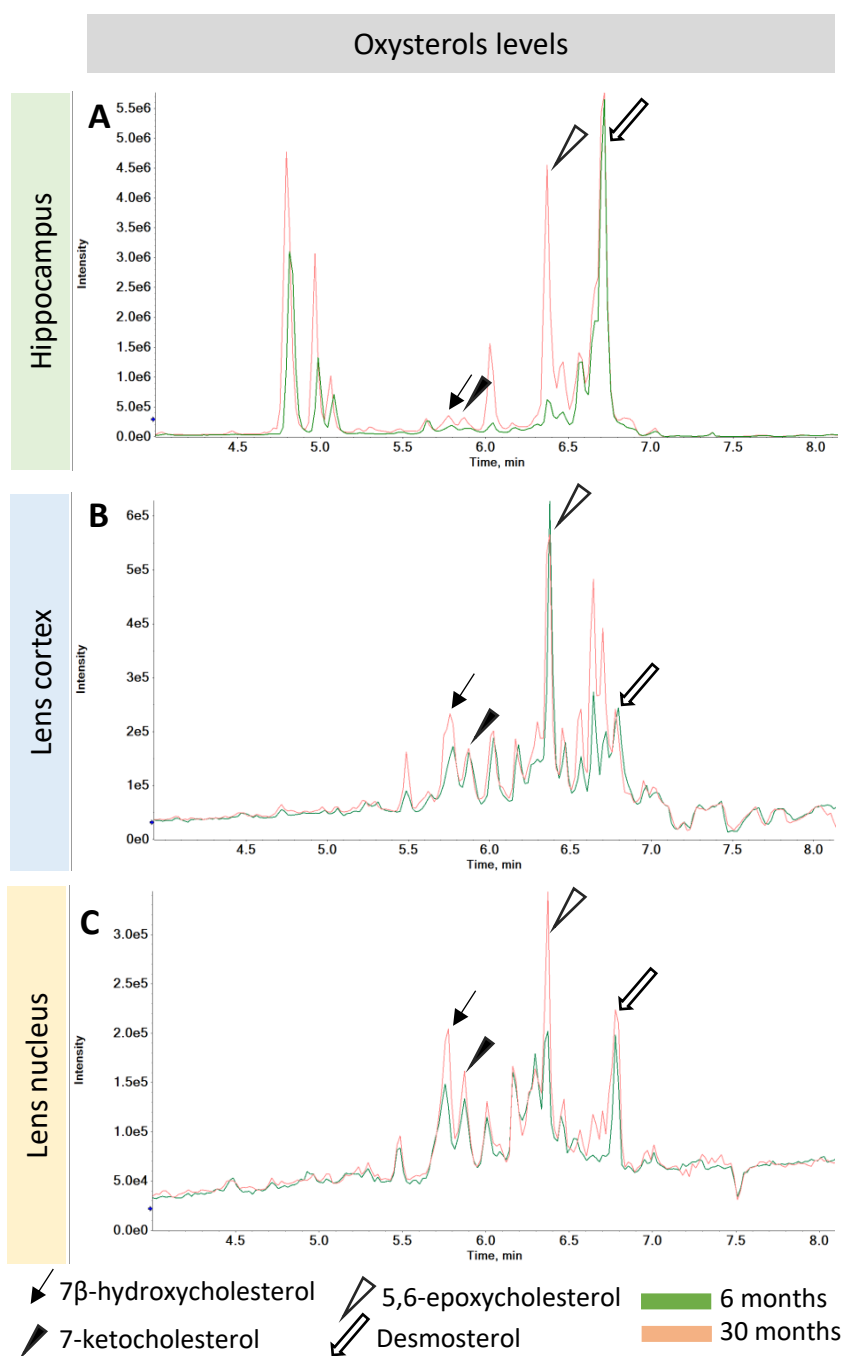 Oxysterols levels
Hippocampus
A
Intensity
5.5e6
5.0e6
4.5e6
4.0e6
3.5e6
3.0e6
2.5e6
2.0e6
1.5e6
1.0e6
5.0e5
0.0e0
4.5 5.0 5.5 6.0 6.5 7.0 7.5 8.0
Time, min
Lens cortex
B
Intensity
6e5
5e5
4e5
3e5
2e5
1e5
0e0
4.5 5.0 5.5 6.0 6.5 7.0 7.5 8.0
Time, min
Lens nucleus
C
Intensity
3.0e5
2.5e5
2.0e5
1.5e5
1.0e5
5.0e4
0.0e0
4.5 5.0 5.5 6.0 6.5 7.0 7.5 8.0
Time, min
7β-hydroxycholesterol 5,6-epoxycholesterol 6 months
7-ketocholesterol Desmosterol 30 months